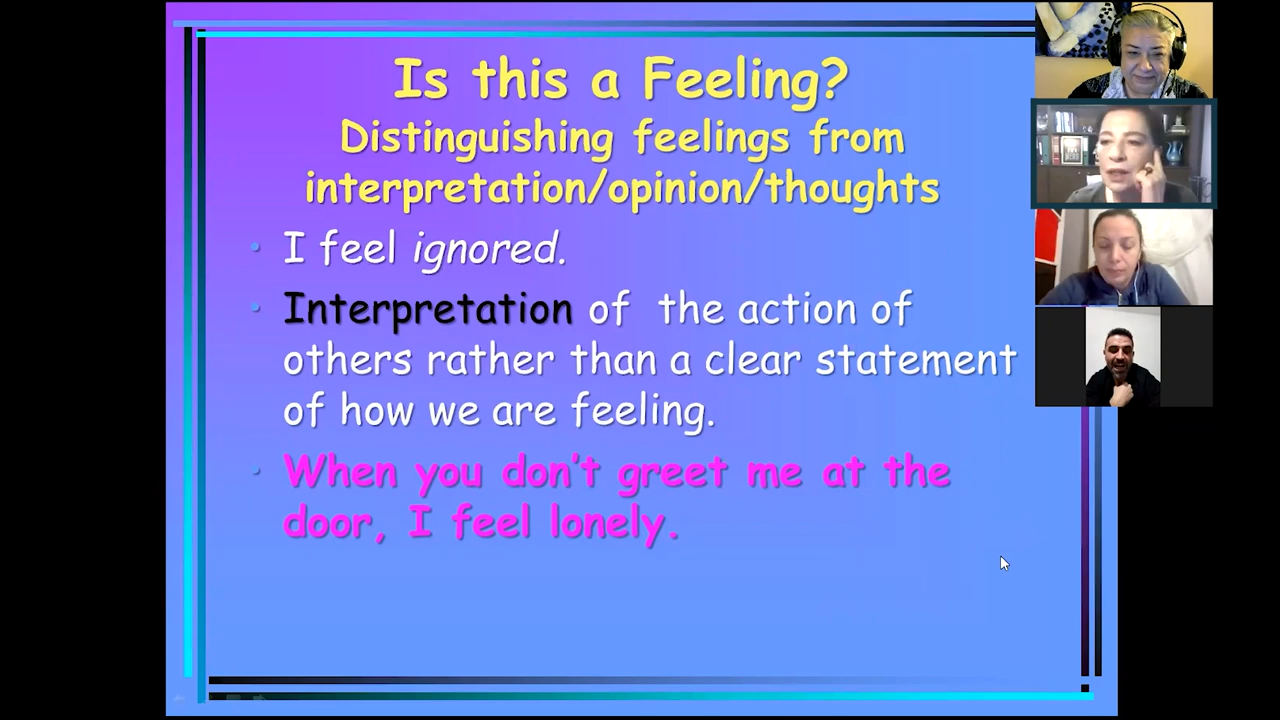 Is this a Feeling?
Distinguishing feelings from
interpretation/opinion/thoughts
• I feel ignored.
• Interpretation of the action of
others rather than a clear statement
of how we are feeling.
• When you don’t greet me at the
door, I feel lonely.